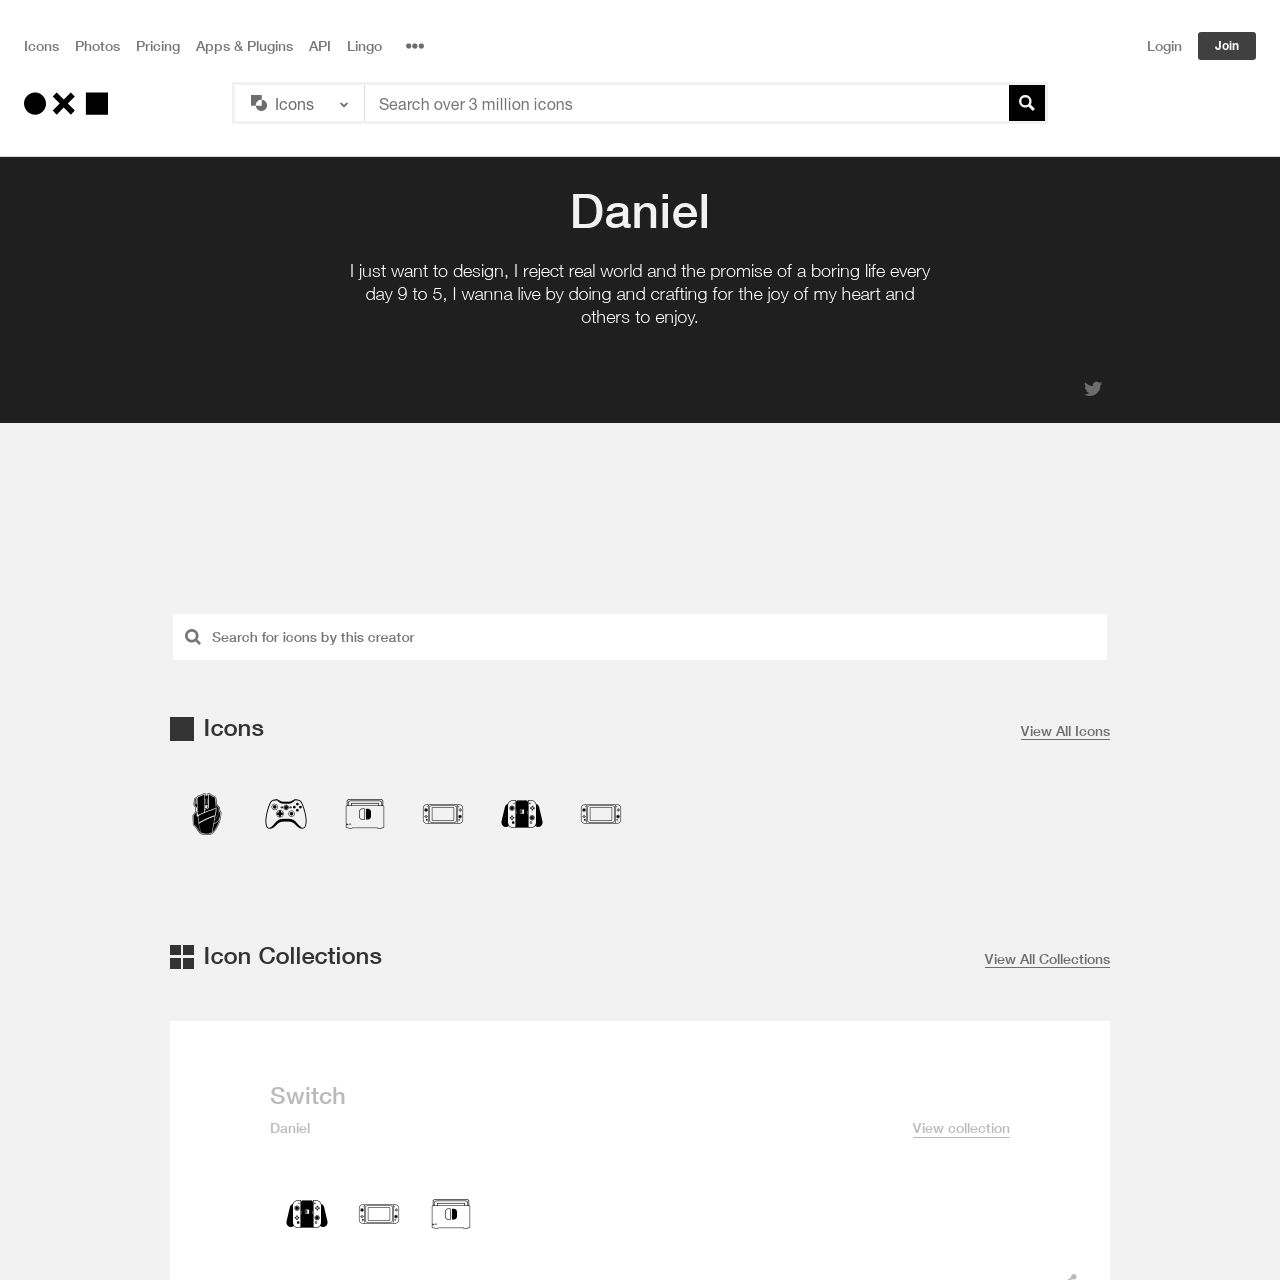 Icons Photos Pricing Apps & Plugins API Lingo Login Join
Icons Search over 3 million icons
Daniel
I just want to design, I reject real world and the promise of a boring life every
day 9 to 5, I wanna live by doing and crafting for the joy of my heart and
others to enjoy.
Search for icons by this creator
Icons View All Icons
Icon Collections View All Collections
Switch
Daniel View collection